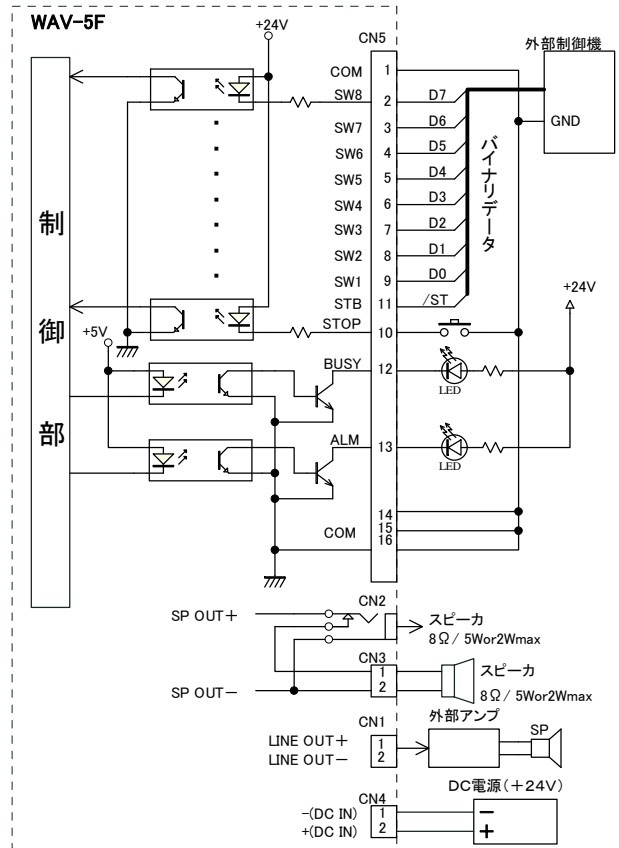 WAV-5F
+24V
CN5
外部制御機
COM 1
SW8 2 D7
SW7 3 D6
GND
SW6 4 D5
SW5 5 D4
SW4 6 D3
SW3 7 D2
SW2 8 D1
SW1 9 D0
STB 11 /ST
バイナリデータ
+24V
STOP 10
制御部
+5V
BUSY 12
LED
ALM 13
LED
14
15
COM 16
CN2
SP OUT+
スピーカ
8Ω/ 5Wor2Wmax
CN3
1
SP OUT- 2
スピーカ
8Ω/ 5Wor2Wmax
CN1
外部アンプ
SP
LINE OUT+ 1
LINE OUT- 2
DC電源(+24V)
CN4
-(DC IN) 1 -
+(DC IN) 2 +